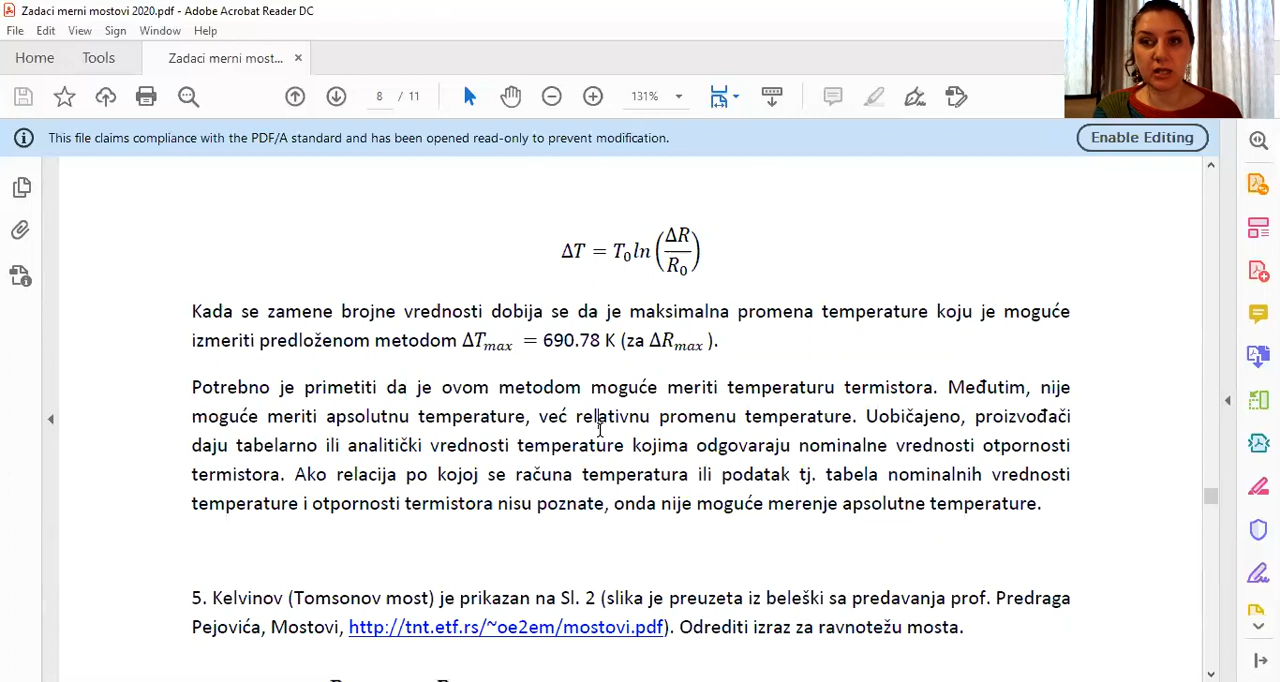 Zadaci merni mostovi 2020.pdf - Adobe Acrobat Reader DC
File Edit View Sign Window Help
Home Tools Zadaci merni most... ×
8 / 11 131%
This file claims compliance with the PDF/A standard and has been opened read-only to prevent modification. Enable Editing
ΔT = T₀ln(ΔR/R₀)
Kada se zamene brojne vrednosti dobija se da je maksimalna promena temperature koju je moguće
izmeriti predloženom metodom ΔTmax = 690.78 K (za ΔRmax ).
Potrebno je primetiti da je ovom metodom moguće meriti temperaturu termistora. Međutim, nije
moguće meriti apsolutnu temperature, već relativnu promenu temperature. Uobičajeno, proizvođači
daju tabelarno ili analitički vrednosti temperature kojima odgovaraju nominalne vrednosti otpornosti
termistora. Ako relacija po kojoj se računa temperatura ili podatak tj. tabela nominalnih vrednosti
temperature i otpornosti termistora nisu poznate, onda nije moguće merenje apsolutne temperature.
5. Kelvinov (Tomsonov most) je prikazan na Sl. 2 (slika je preuzeta iz beleški sa predavanja prof. Predraga
Pejovića, Mostovi, http://tnt.etf.rs/~oe2em/mostovi.pdf). Odrediti izraz za ravnotežu mosta.